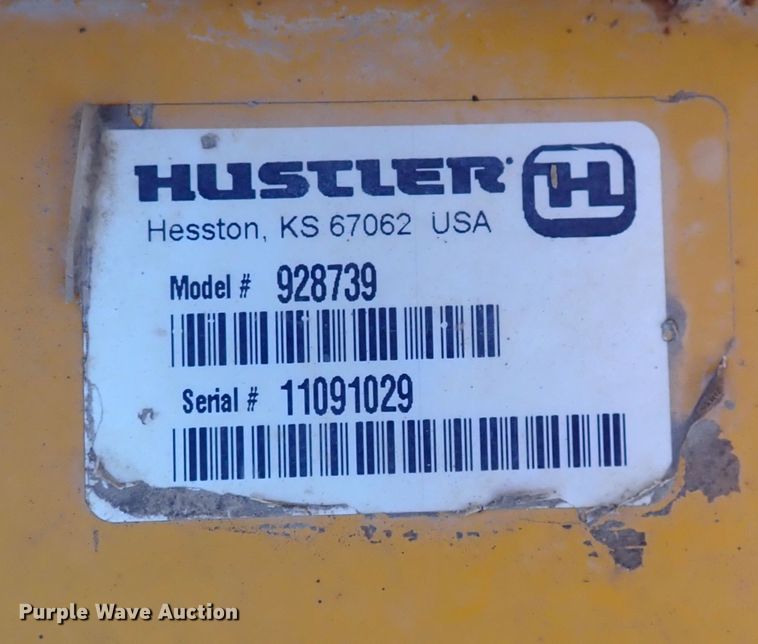 HUSTLER
H
Hesston, KS 67062 USA
Model # 928739
Serial # 11091029
Purple Wave Auction